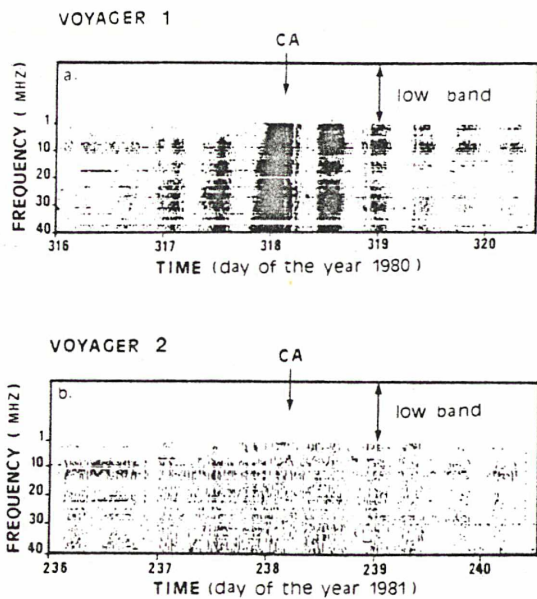 VOYAGER 1
CA
a.
low band
FREQUENCY ( MHZ)
1
10
20
30
40
316 317 318 319 320
TIME (day of the year 1980)
VOYAGER 2
CA
b.
low band
FREQUENCY ( MHZ)
1
10
20
30
40
236 237 238 239 240
TIME (day of the year 1981)